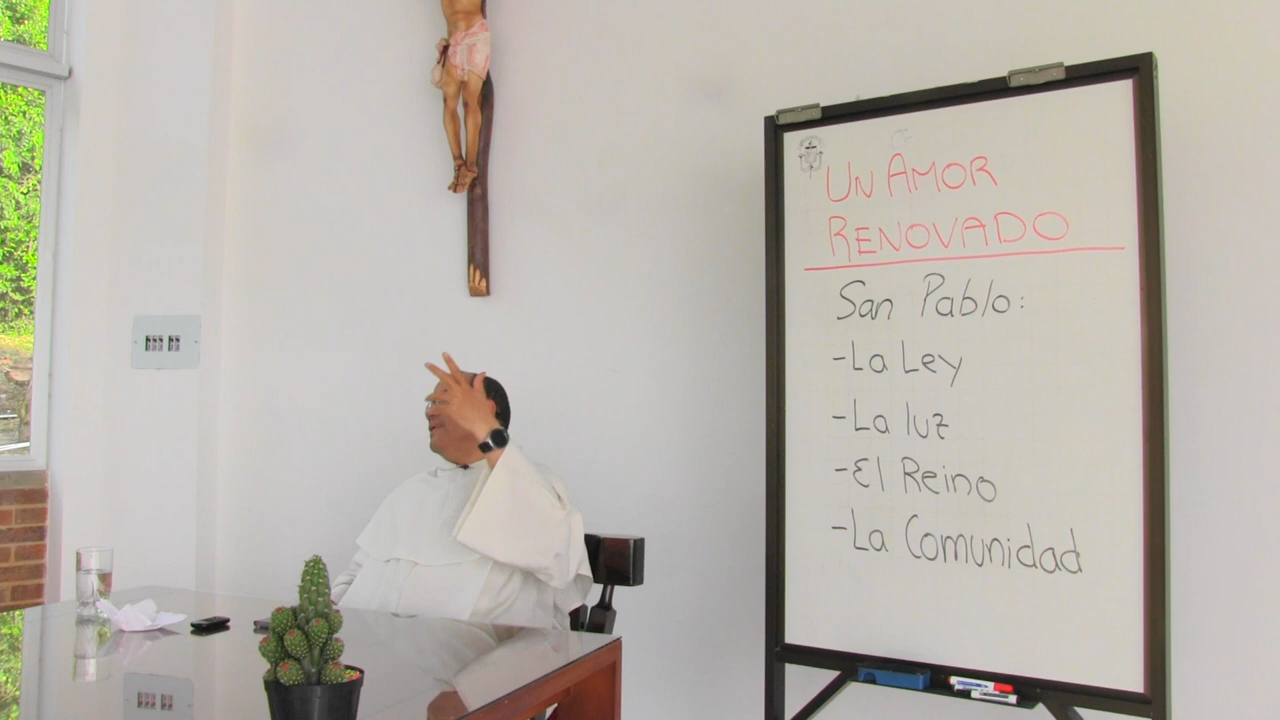 UN AMOR
RENOVADO
San Pablo:
-La Ley
-La luz
-El Reino
-La Comunidad